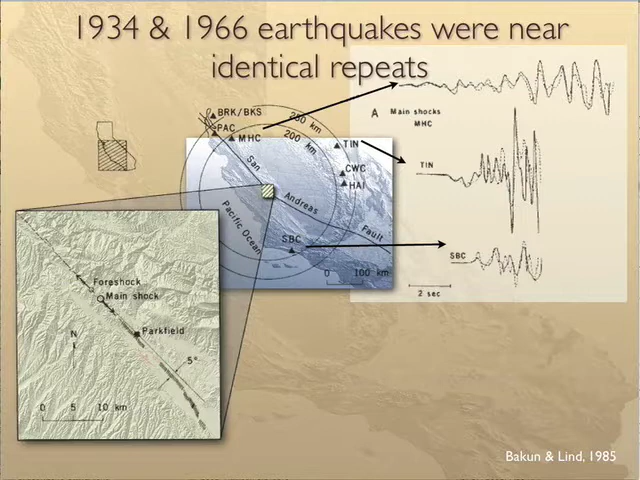 1934 & 1966 earthquakes were near
identical repeats
BRK/BKS
PAC
MHC
250 km
200 km
TIN
CWC
HAI
San
Andreas
Fault
Pacific Ocean
SBC
0 100 km
A Main shocks
MHC
TIN
SBC
2 sec
Foreshock
Main shock
Parkfield
N
5°
0 5 10 km
Bakun & Lind, 1985